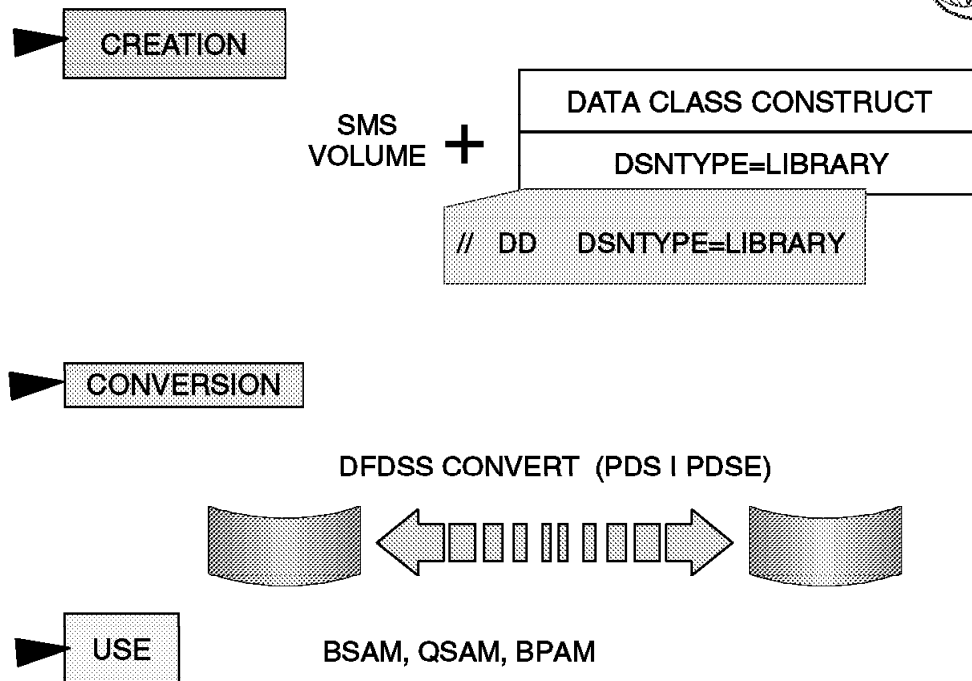 CREATION
SMS
VOLUME
+
DATA CLASS CONSTRUCT
DSNTYPE=LIBRARY
// DD DSNTYPE=LIBRARY
CONVERSION
DFDSS CONVERT (PDS I PDSE)
USE
BSAM, QSAM, BPAM